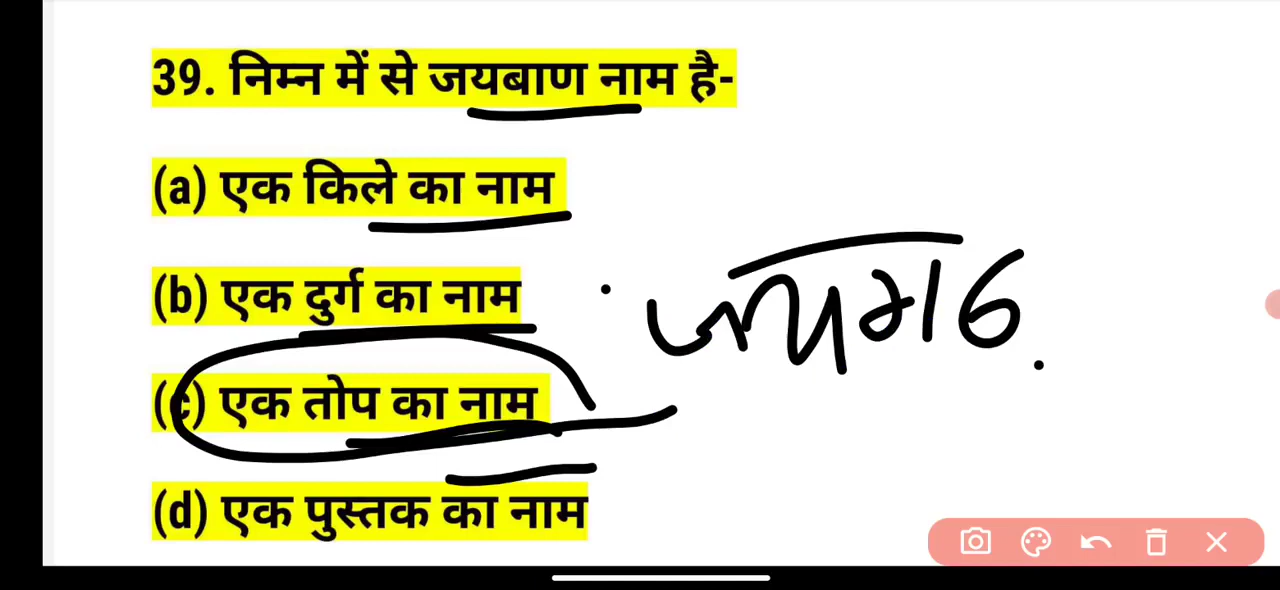 39. निम्न में से जयबाण नाम है-
(a) एक किले का नाम
(b) एक दुर्ग का नाम
जयगढ
(c) एक तोप का नाम
(d) एक पुस्तक का नाम